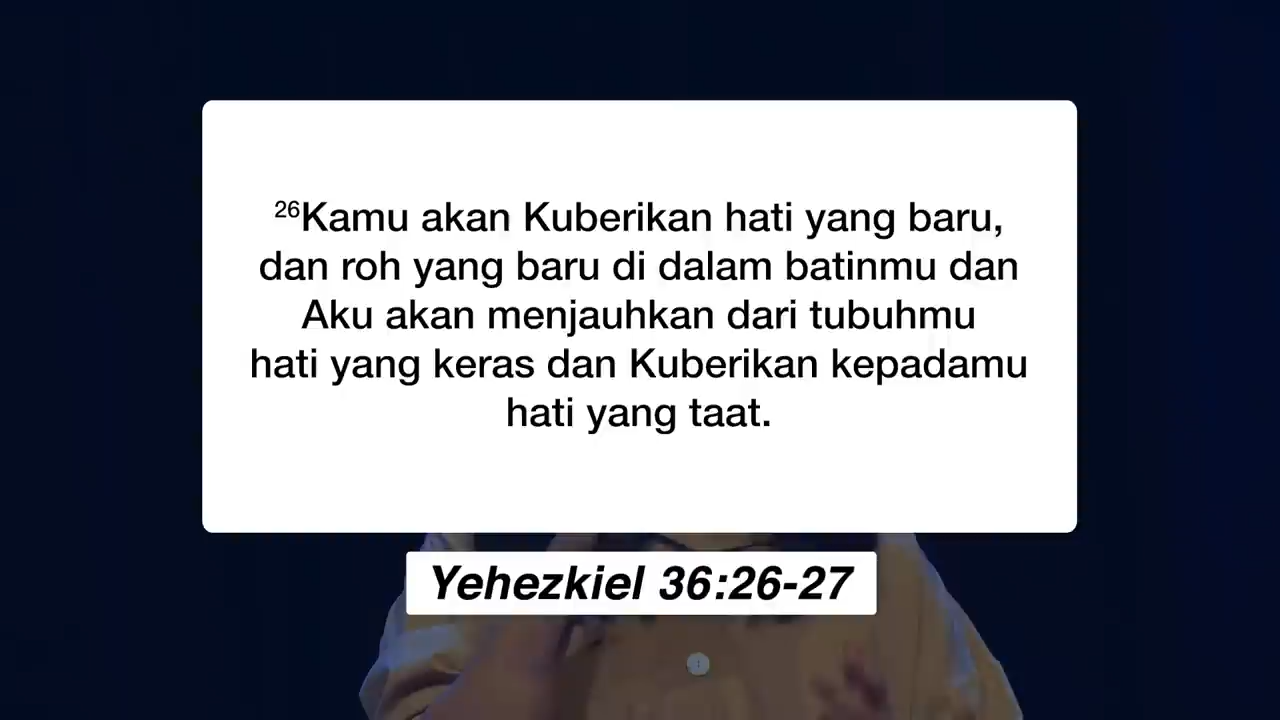 ²⁶Kamu akan Kuberikan hati yang baru,
dan roh yang baru di dalam batinmu dan
Aku akan menjauhkan dari tubuhmu
hati yang keras dan Kuberikan kepadamu
hati yang taat.
Yehezkiel 36:26-27